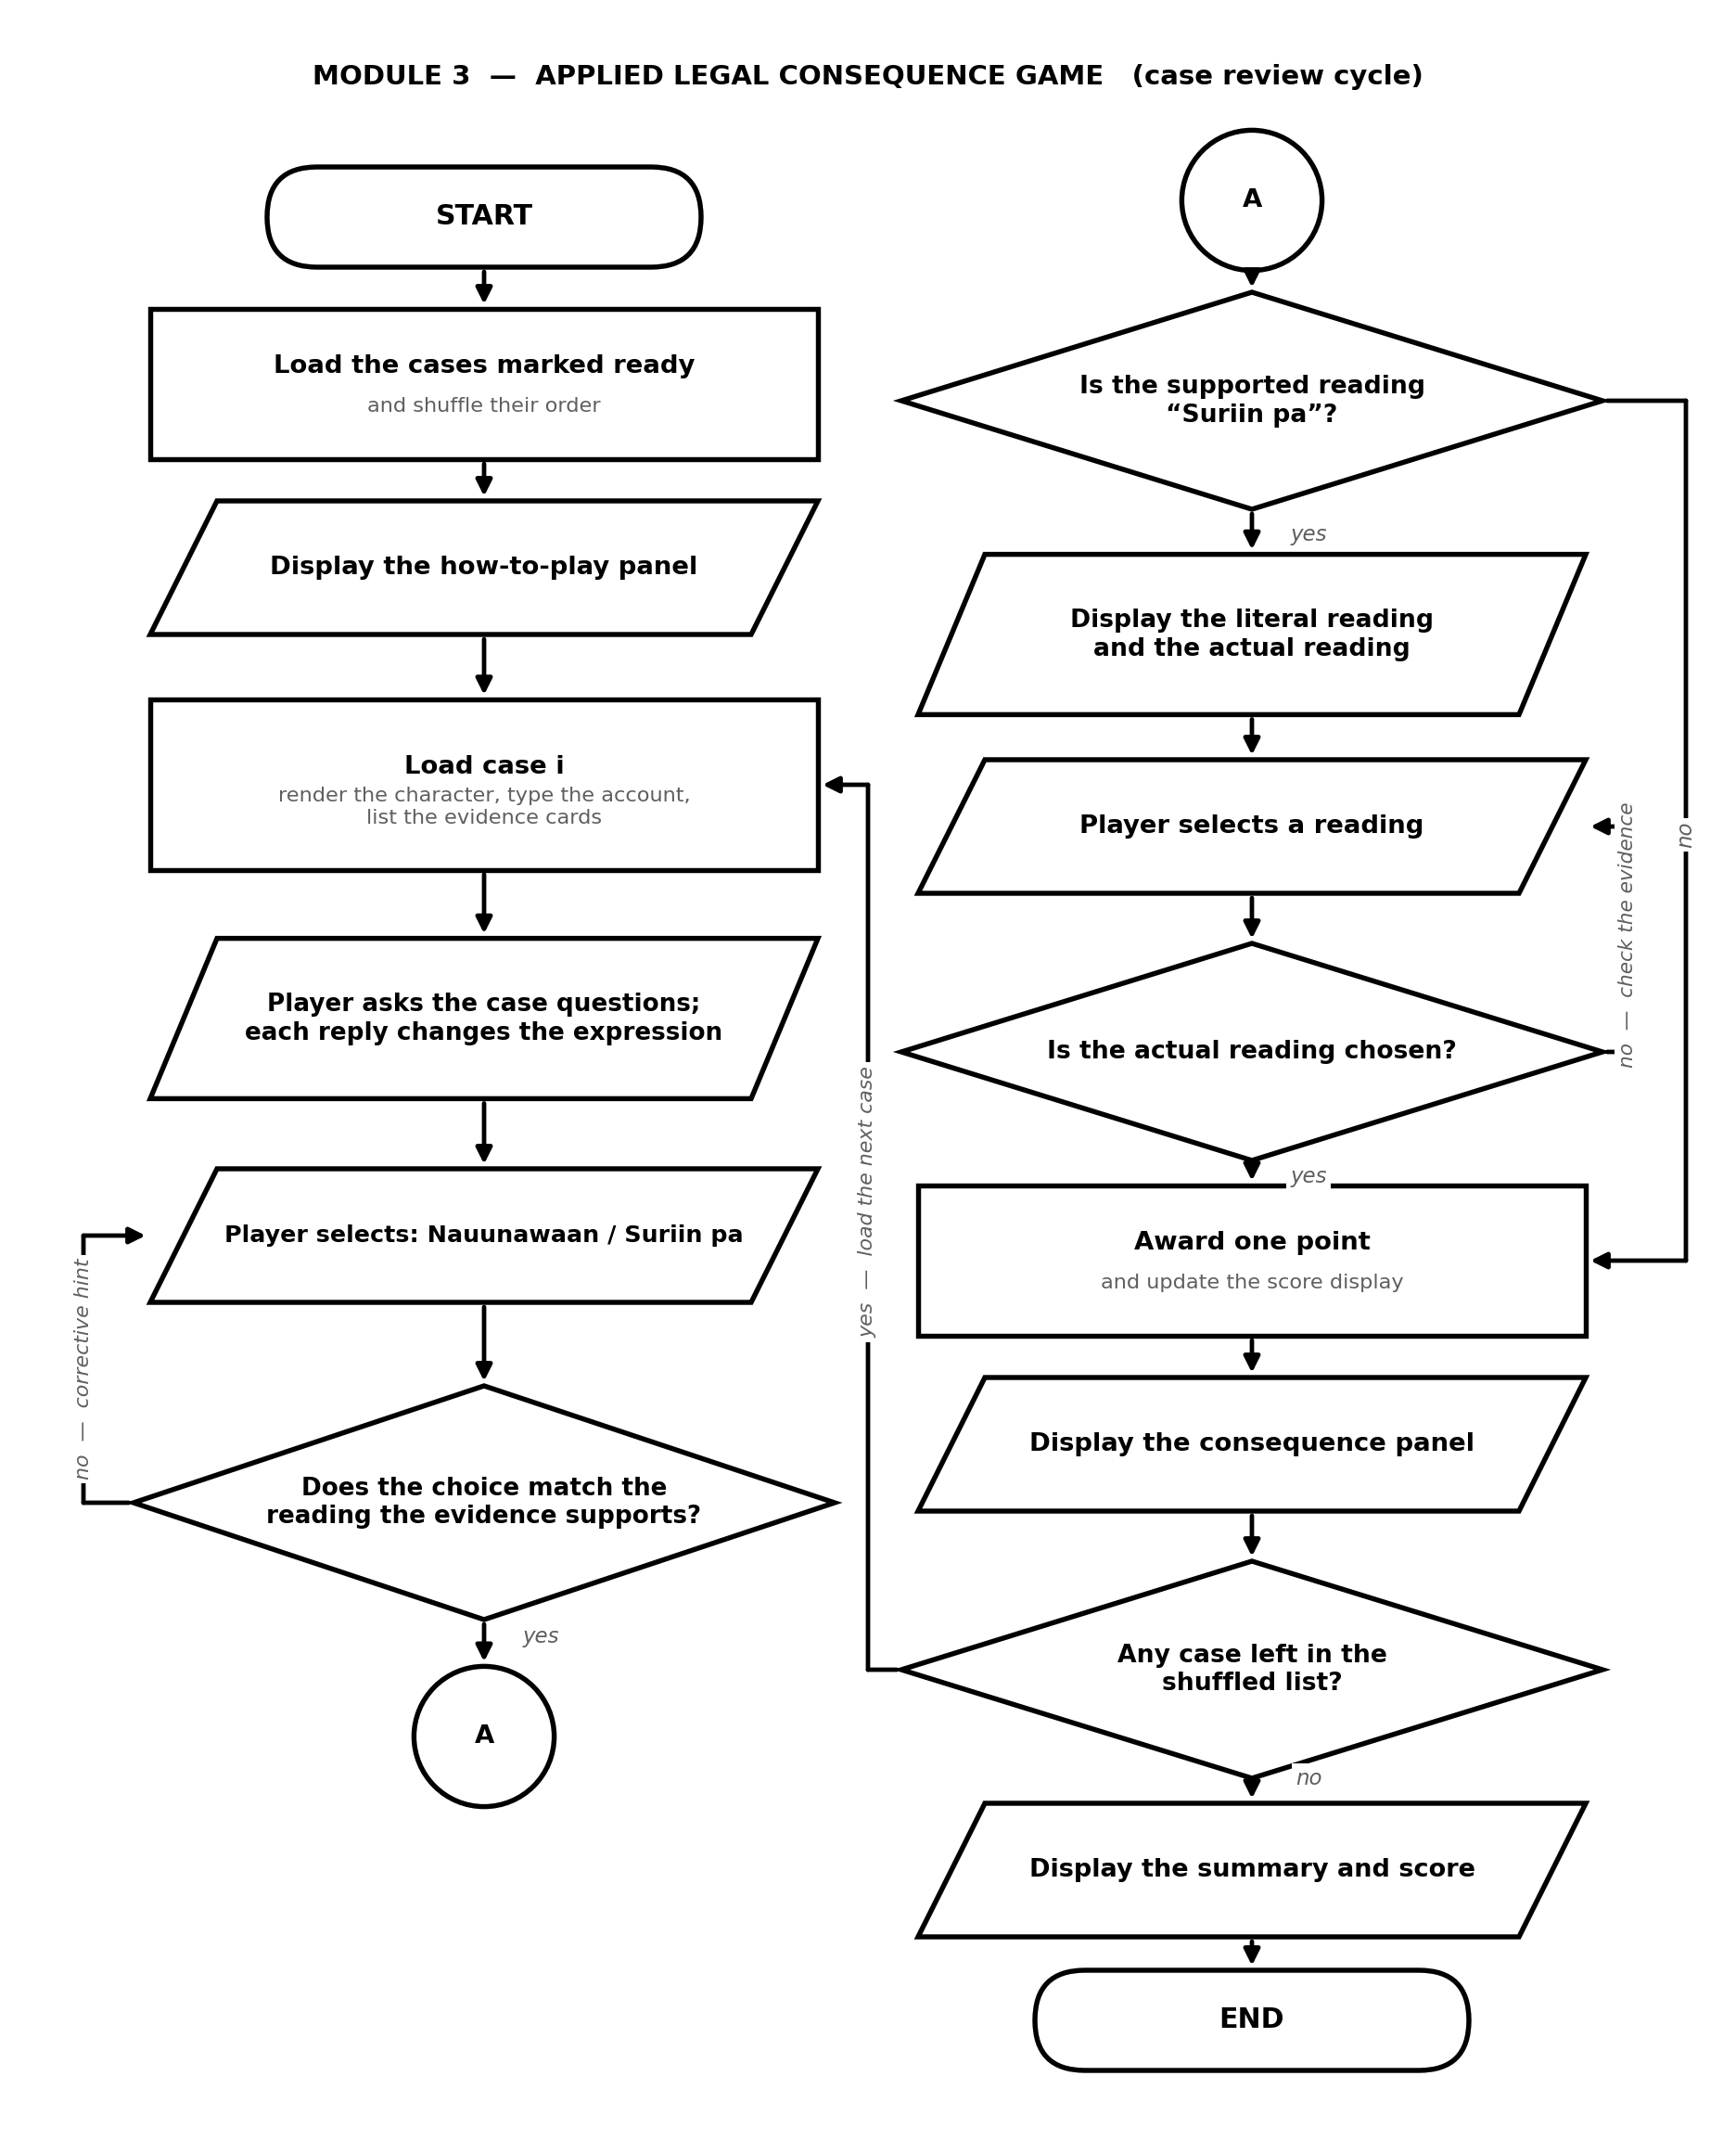 MODULE 3 — APPLIED LEGAL CONSEQUENCE GAME (case review cycle)
START
Load the cases marked ready
and shuffle their order
Display the how-to-play panel
Load case i
render the character, type the account,
list the evidence cards
Player asks the case questions;
each reply changes the expression
Player selects: Nauunawaan / Suriin pa
no — corrective hint
Does the choice match the
reading the evidence supports?
yes
A
yes — load the next case
A
Is the supported reading
“Suriin pa”?
yes
no
Display the literal reading
and the actual reading
Player selects a reading
no — check the evidence
Is the actual reading chosen?
yes
Award one point
and update the score display
Display the consequence panel
Any case left in the
shuffled list?
no
Display the summary and score
END